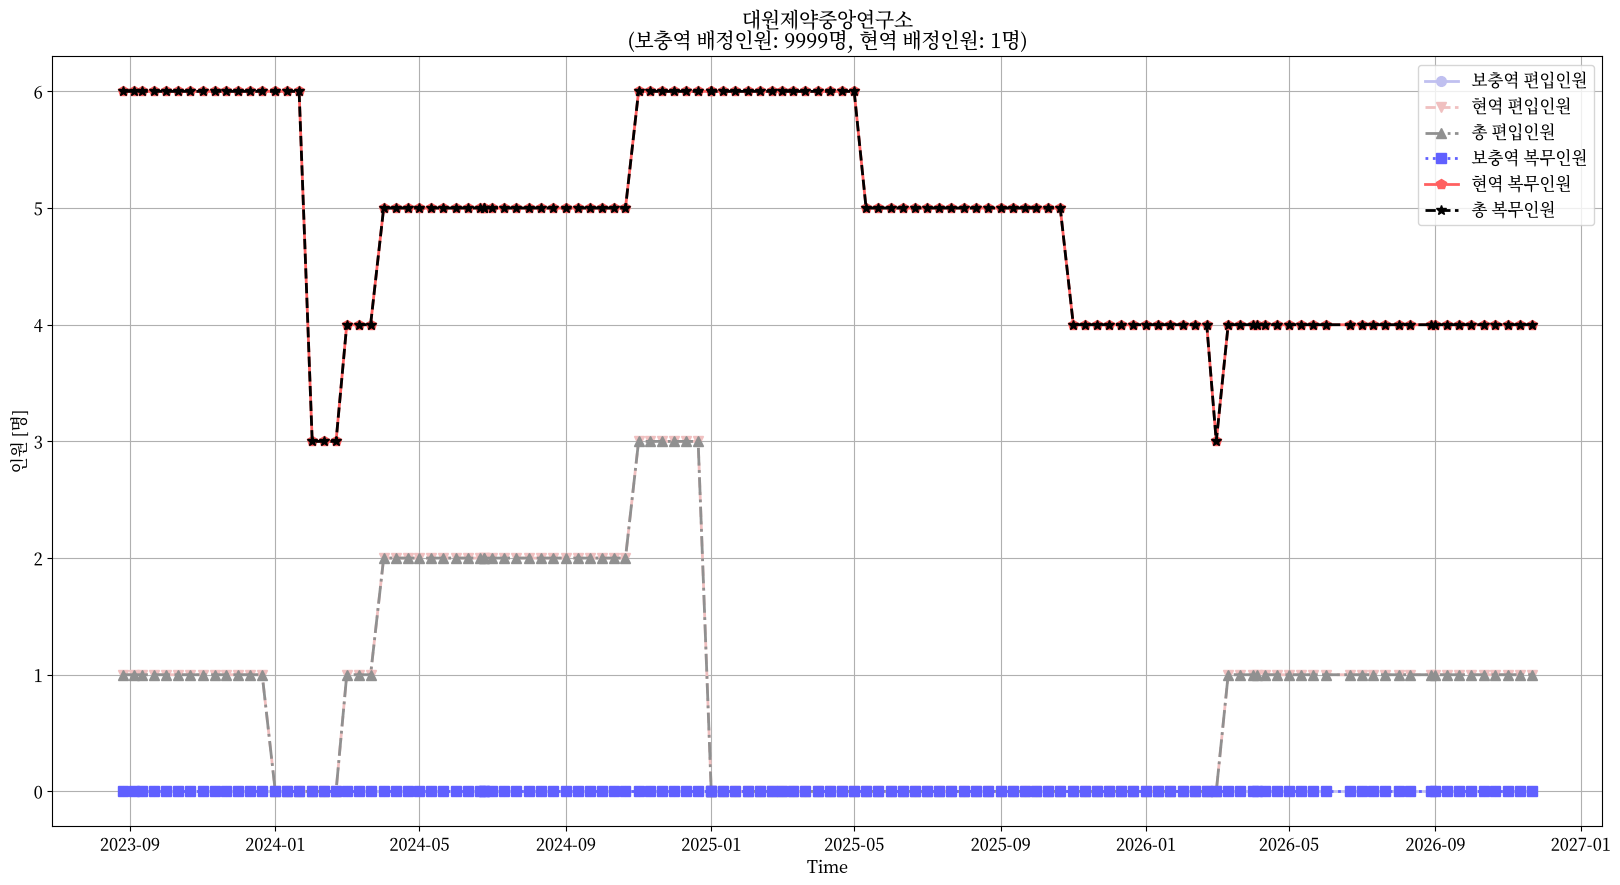 대원제약중앙연구소
(보충역 배정인원: 9999명, 현역 배정인원: 1명)
보충역 편입인원
현역 편입인원
총 편입인원
보충역 복무인원
현역 복무인원
총 복무인원
인원 [명]
6
5
4
3
2
1
0
2023-09
2024-01
2024-05
2024-09
2025-01
2025-05
2025-09
2026-01
2026-05
2026-09
2027-01
Time